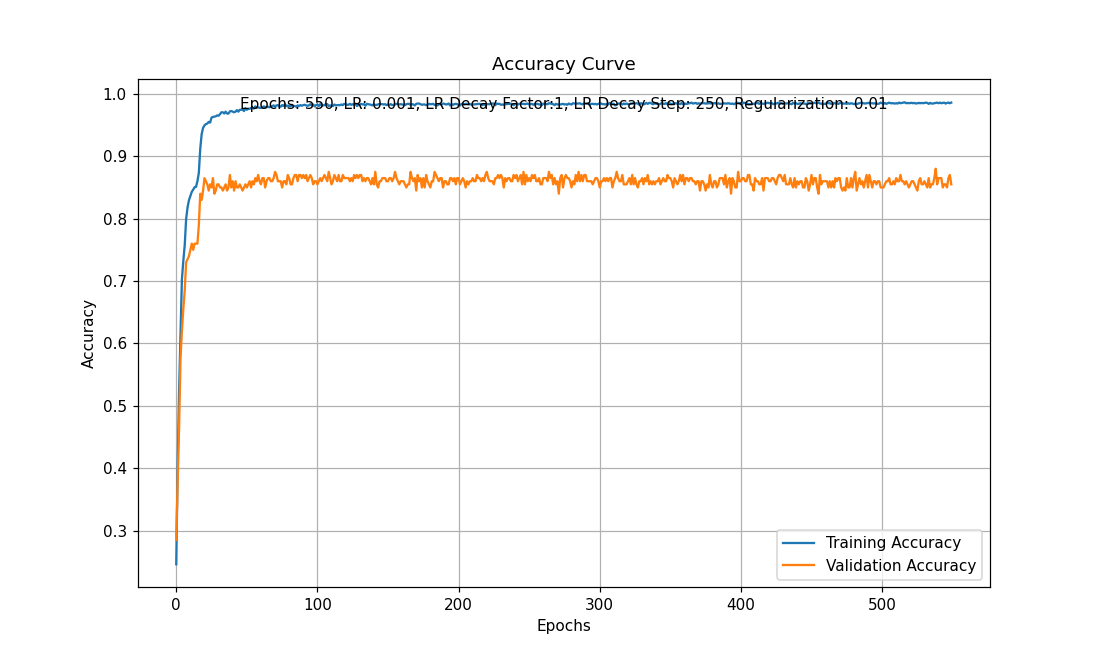 Accuracy Curve
Epochs: 550, LR: 0.001, LR Decay Factor:1, LR Decay Step: 250, Regularization: 0.01
1.0
0.9
0.8
0.7
0.6
0.5
0.4
0.3
Accuracy
Training Accuracy
Validation Accuracy
0
100
200
300
400
500
Epochs